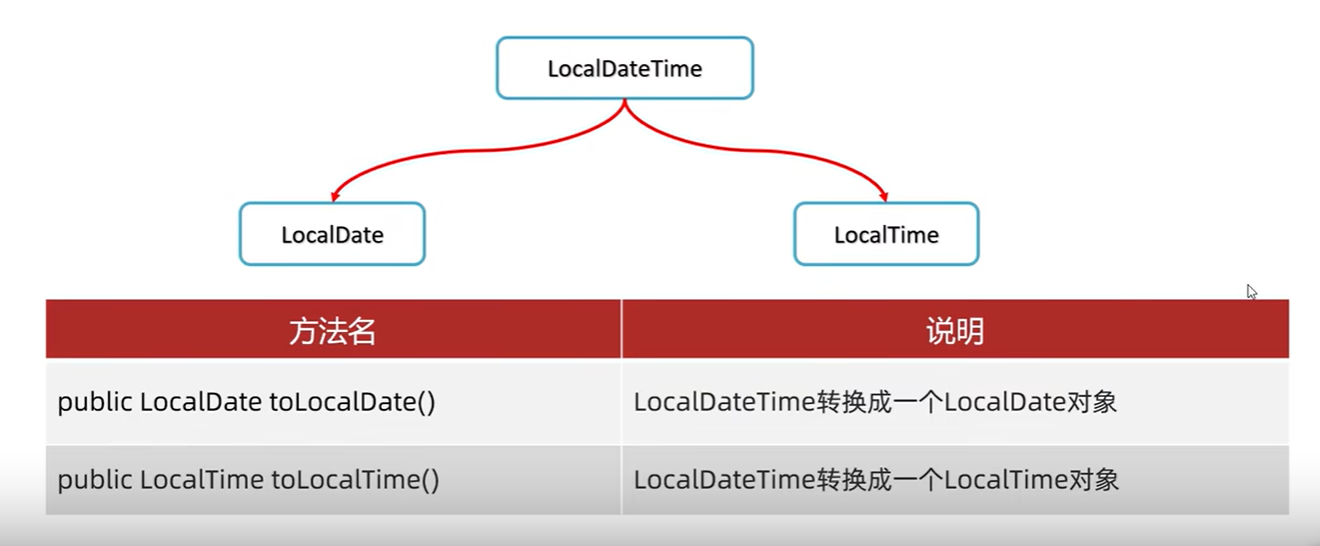 LocalDateTime
LocalDate
LocalTime
方法名
说明
public LocalDate toLocalDate()
LocalDateTime转换成一个LocalDate对象
public LocalTime toLocalTime()
LocalDateTime转换成一个LocalTime对象